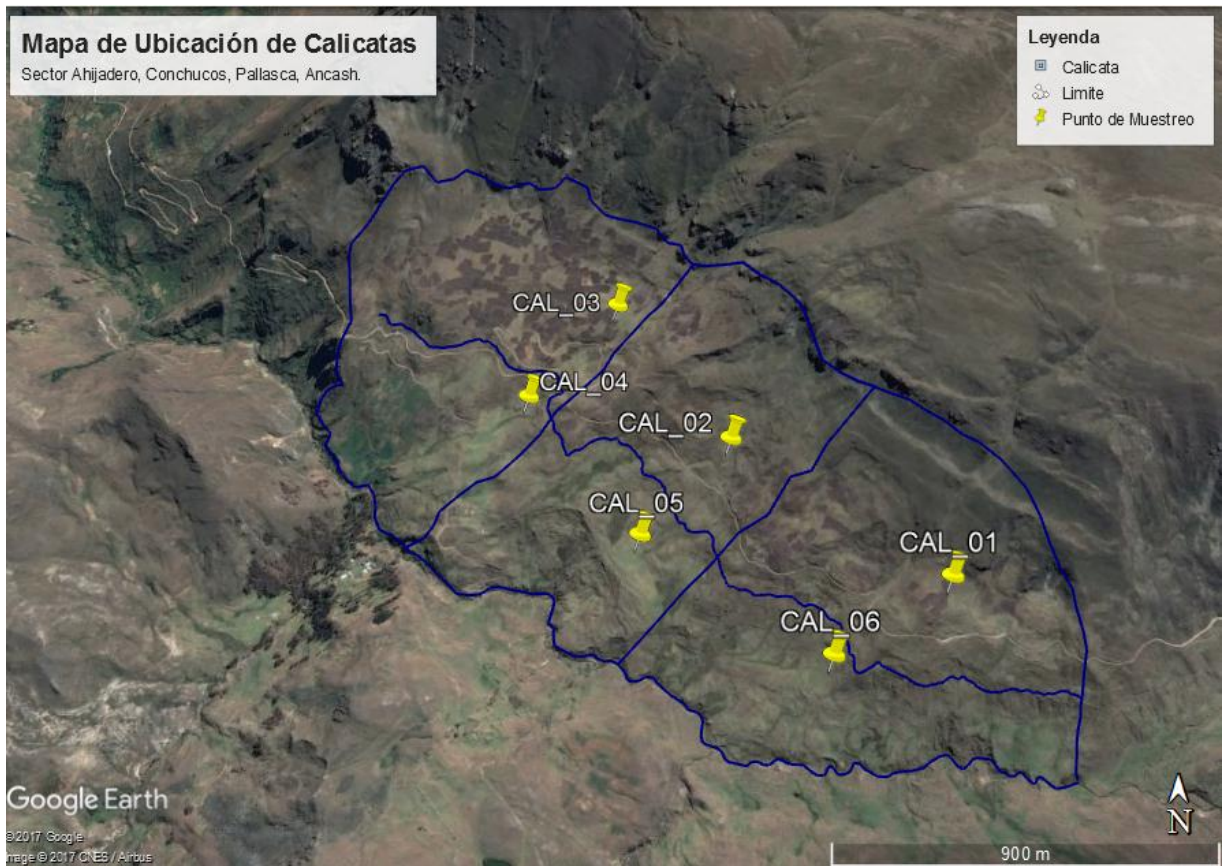 Mapa de Ubicación de Calicatas
Sector Ahijadero, Conchucos, Pallasca, Ancash.
Leyenda
Calicata
Limite
Punto de Muestreo
CAL_03
CAL_04
CAL_02
CAL_05
CAL_01
CAL_06
Google Earth
©2017 Google
Image © 2017 CNES / Airbus
N
900 m